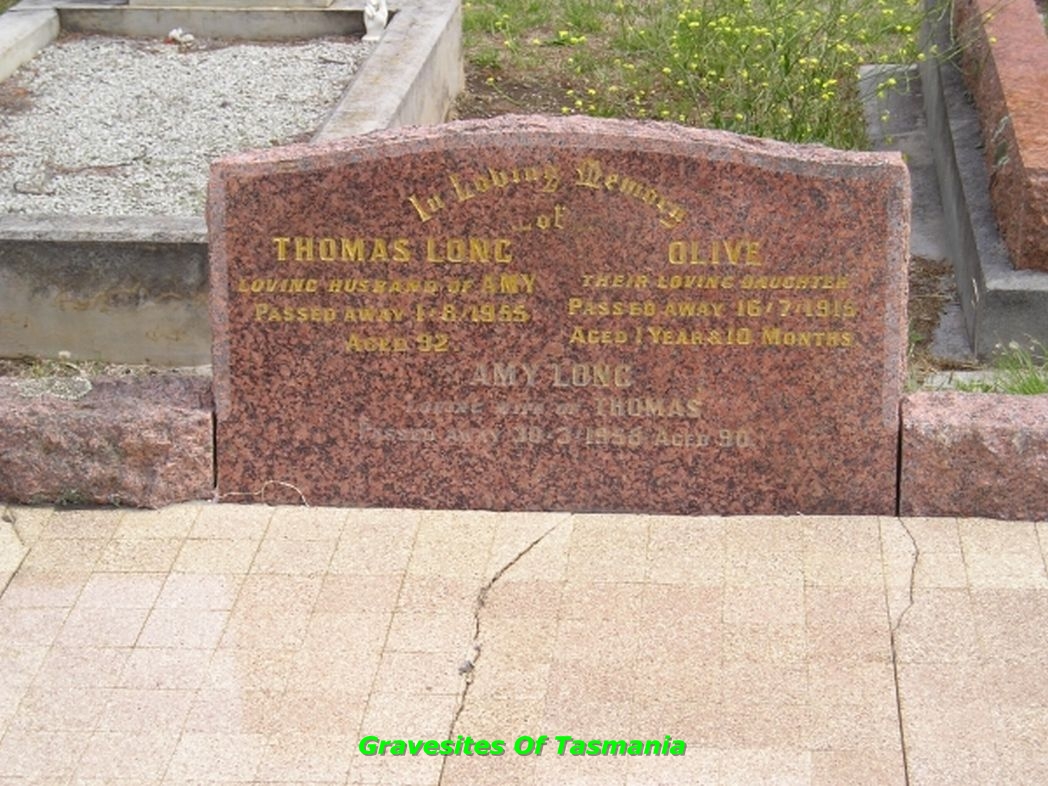 In Loving Memory
of
THOMAS LONG
LOVING HUSBAND OF AMY
PASSED AWAY 1-8-1955
AGED 92
OLIVE
THEIR LOVING DAUGHTER
PASSED AWAY 16-7-1915
AGED 1 YEAR & 10 MONTHS.
AMY LONG
LOVING WIFE OF THOMAS
PASSED AWAY 30-3-1958 AGED 90
Gravesites Of Tasmania